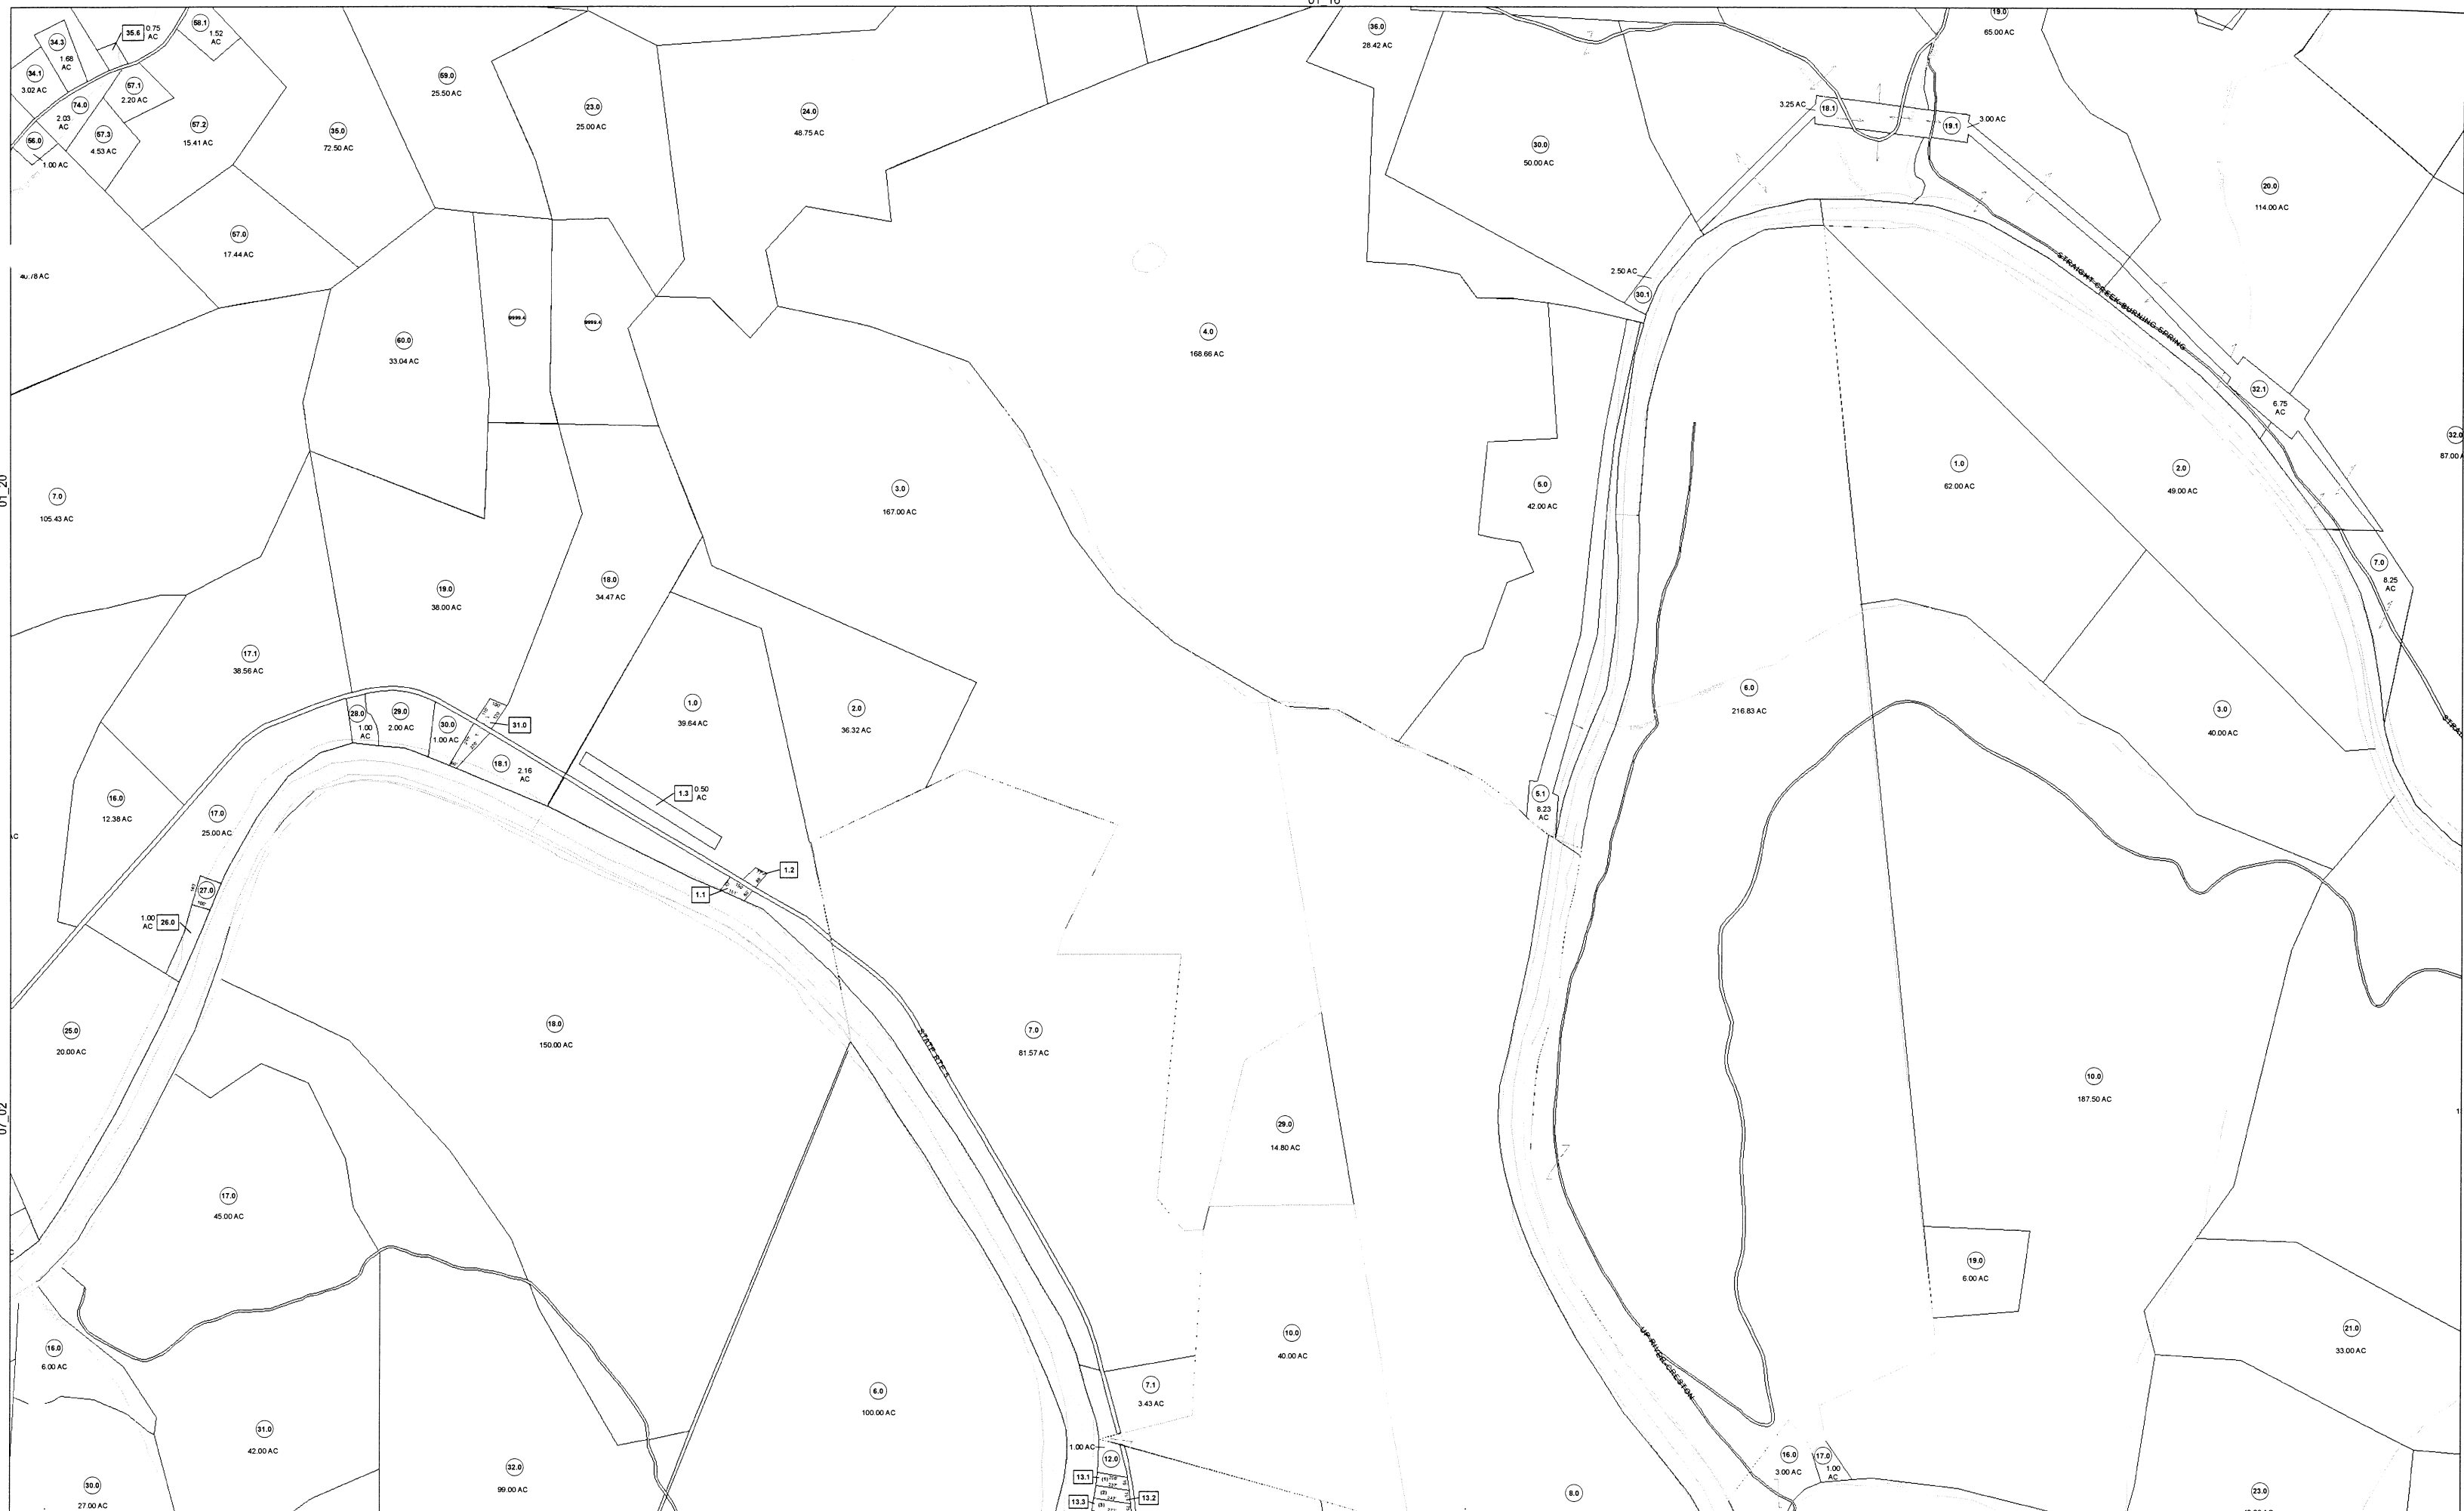 34.3
1.68
AC
35.6
0.75
AC
58.1
1.52
AC
34.1
3.02 AC
74.0
2.03
AC
57.1
2.20 AC
56.0
1.00 AC
57.3
4.53 AC
57.2
15.41 AC
35.0
72.50 AC
59.0
25.50 AC
23.0
25.00 AC
24.0
48.75 AC
36.0
28.42 AC
19.0
65.00 AC
3.25 AC
18.1
19.1
3.00 AC
30.0
50.00 AC
20.0
114.00 AC
57.0
17.44 AC
2.50 AC
30.1
STRAIGHT CREEK-BURNING SPRING
60.0
33.04 AC
9999.4
9999.4
4.0
168.66 AC
32.1
6.75
AC
32.0
87.00 A
01_20
7.0
105.43 AC
3.0
167.00 AC
5.0
42.00 AC
1.0
62.00 AC
2.0
49.00 AC
7.0
8.25
AC
19.0
38.00 AC
18.0
34.47 AC
17.1
38.56 AC
28.0
1.00
AC
29.0
2.00 AC
30.0
1.00 AC
31.0
18.1
2.16
AC
1.0
39.64 AC
2.0
36.32 AC
6.0
216.83 AC
3.0
40.00 AC
1.3
0.50
AC
5.1
8.23
AC
16.0
12.38 AC
17.0
25.00 AC
1.2
1.1
27.0
1.00
AC
26.0
25.0
20.00 AC
18.0
150.00 AC
STATE RTE 5
7.0
81.57 AC
10.0
187.50 AC
07_02
29.0
14.80 AC
17.0
45.00 AC
19.0
6.00 AC
16.0
6.00 AC
10.0
40.00 AC
21.0
33.00 AC
UP RIVER-CRESTON
6.0
100.00 AC
7.1
3.43 AC
31.0
42.00 AC
1.00 AC
12.0
16.0
3.00 AC
17.0
1.00
AC
32.0
99.00 AC
13.1
13.2
13.3
30.0
27.00 AC
8.0
23.0